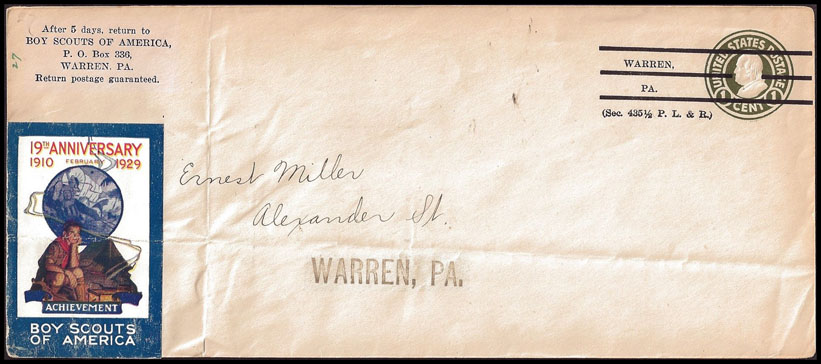 After 5 days, return to
BOY SCOUTS OF AMERICA,
P. O. Box 336,
WARREN, PA.
Return postage guaranteed.
27
UNITED STATES POSTAGE
1 CENT 1
WARREN,
PA.
(Sec. 435½ P. L. & R.)
19TH ANNIVERSARY
1910 FEBRUARY 1929
ACHIEVEMENT
BOY SCOUTS
OF AMERICA
Ernest Miller
Alexander St.
WARREN, PA.